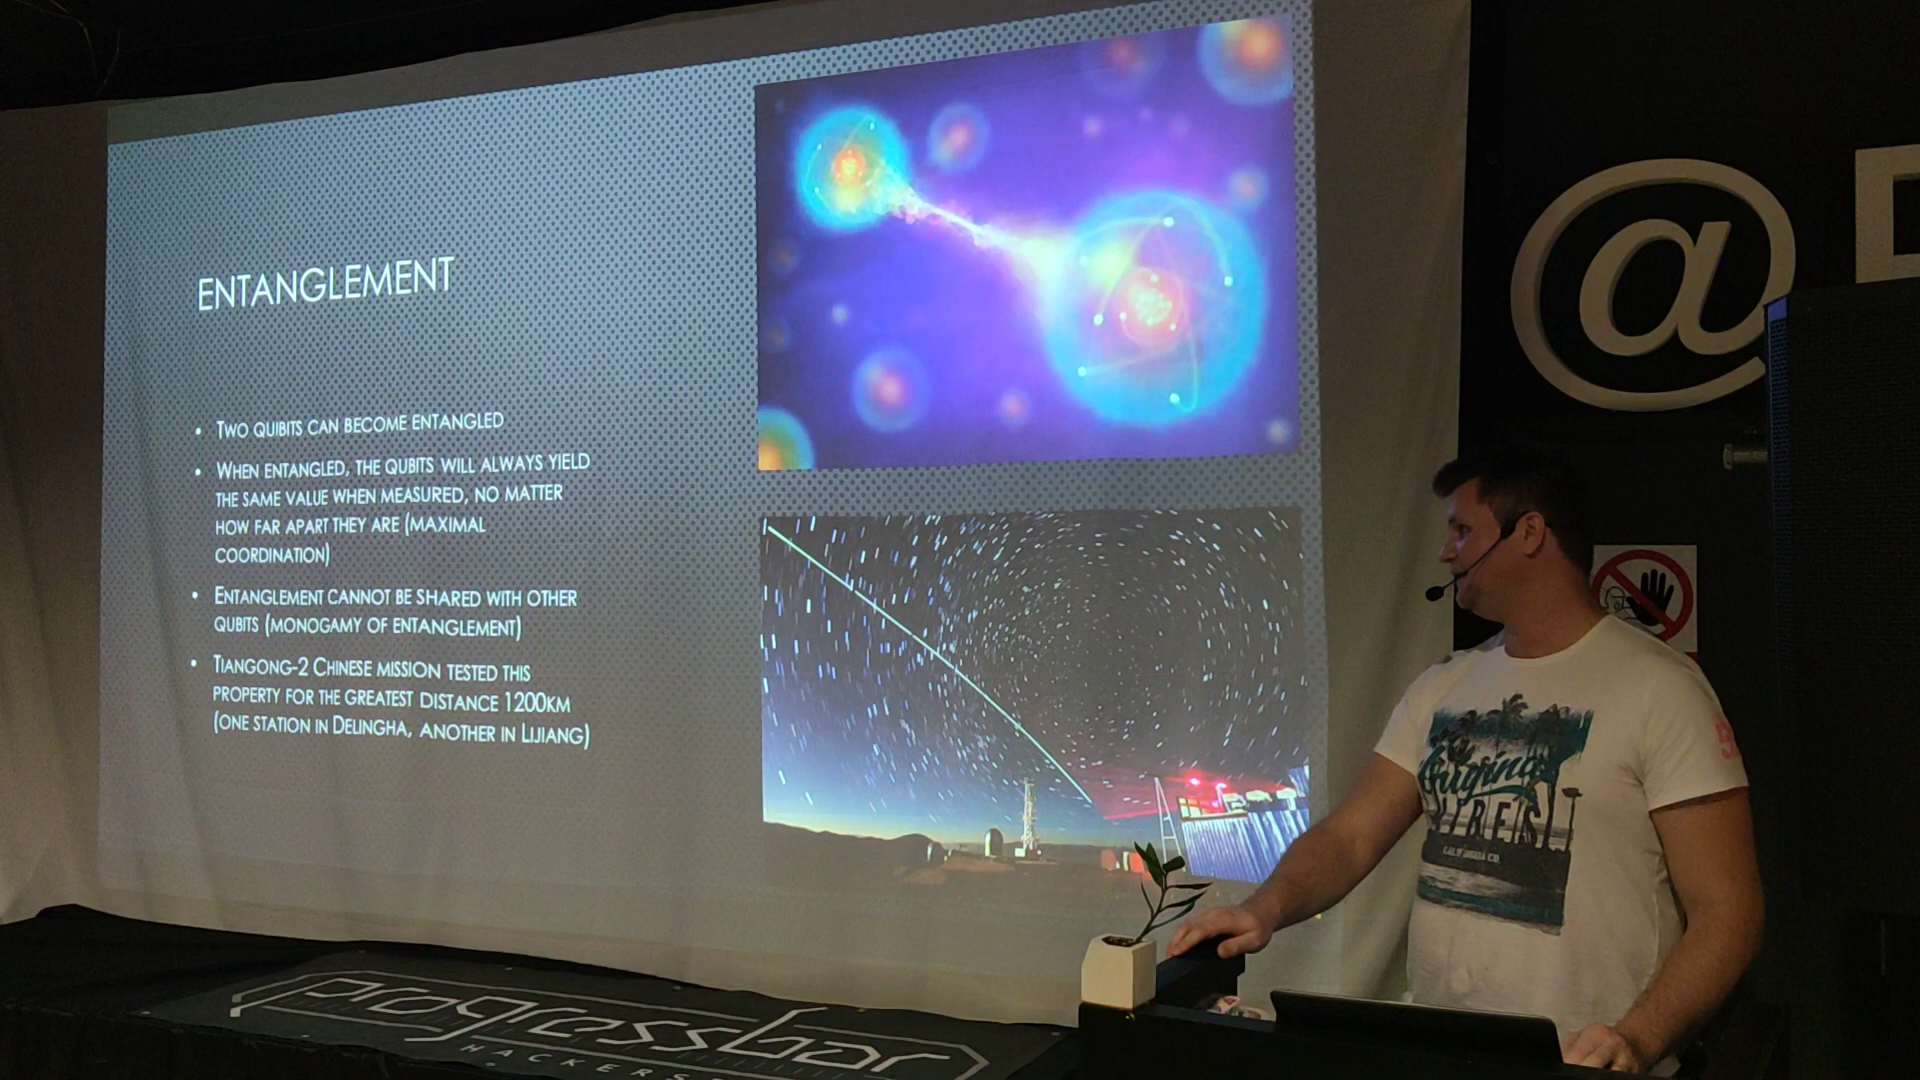 ENTANGLEMENT
• TWO QUIBITS CAN BECOME ENTANGLED
• WHEN ENTANGLED, THE QUBITS WILL ALWAYS YIELD
THE SAME VALUE WHEN MEASURED, NO MATTER
HOW FAR APART THEY ARE (MAXIMAL
COORDINATION)
• ENTANGLEMENT CANNOT BE SHARED WITH OTHER
QUBITS (MONOGAMY OF ENTANGLEMENT)
• TIANGONG-2 CHINESE MISSION TESTED THIS
PROPERTY FOR THE GREATEST DISTANCE 1200KM
(ONE STATION IN DELINGHA, ANOTHER IN LIJIANG)
@
Original
CALIFORNIA CO.
progressbar
HACKERS